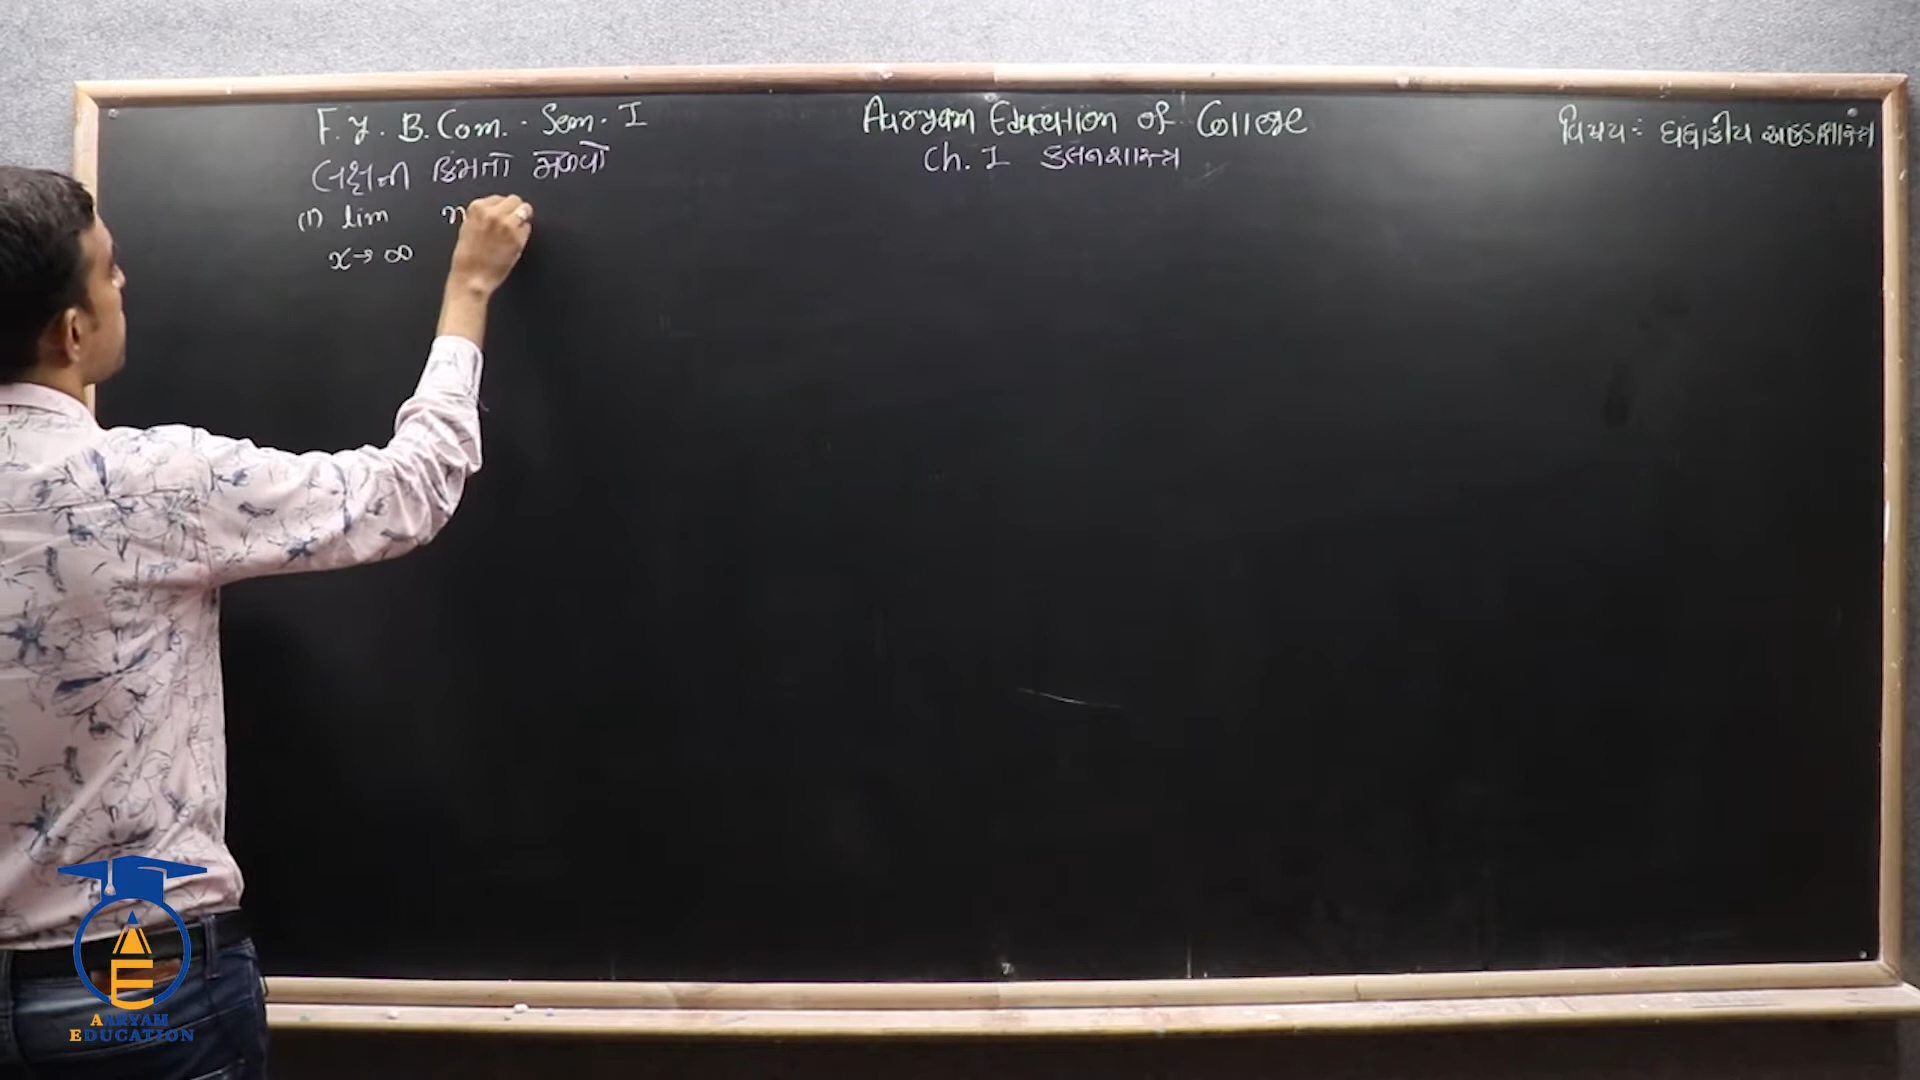 F.Y. B.Com. - Sem. I
Aaryam Education of College
વિષય:- ધંધાકીય આંકડાશાસ્ત્ર
લક્ષની કિંમતો મેળવો
Ch. I કલનશાસ્ત્ર
(1) lim n
x→∞
AARYAM
EDUCATION